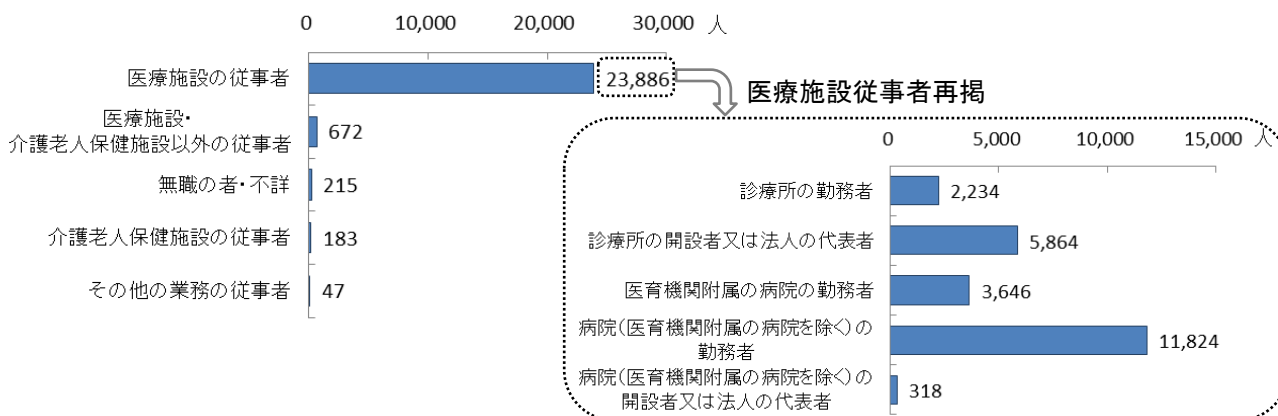 0
10,000
20,000
30,000
人
医療施設の従事者
23,886
医療施設・
介護老人保健施設以外の従事者
672
無職の者・不詳
215
介護老人保健施設の従事者
183
その他の業務の従事者
47
医療施設従事者再掲
0
5,000
10,000
15,000
人
診療所の勤務者
2,234
診療所の開設者又は法人の代表者
5,864
医育機関附属の病院の勤務者
3,646
病院(医育機関附属の病院を除く)の
勤務者
11,824
病院(医育機関附属の病院を除く)の
開設者又は法人の代表者
318